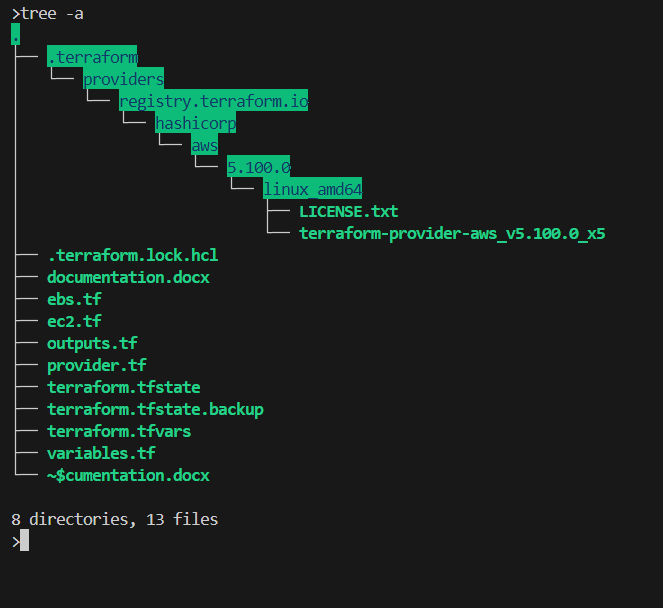 >tree -a
.
├── .terraform
│   └── providers
│       └── registry.terraform.io
│           └── hashicorp
│               └── aws
│                   └── 5.100.0
│                       └── linux_amd64
│                           ├── LICENSE.txt
│                           └── terraform-provider-aws_v5.100.0_x5
├── .terraform.lock.hcl
├── documentation.docx
├── ebs.tf
├── ec2.tf
├── outputs.tf
├── provider.tf
├── terraform.tfstate
├── terraform.tfstate.backup
├── terraform.tfvars
├── variables.tf
└── ~$cumentation.docx

8 directories, 13 files
>